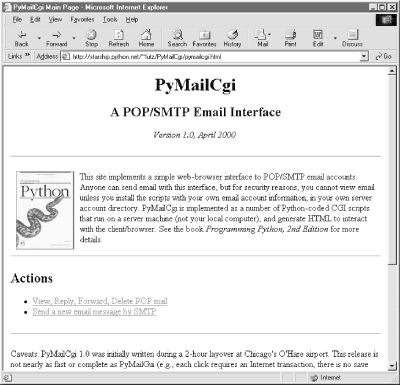 PyMailCgi Main Page - Microsoft Internet Explorer
File Edit View Favorites Tools Help
Back Forward Stop Refresh Home Search Favorites History Mail Print Edit Discuss
Links » Address http://starship.python.net/~lutz/PyMailCgi/pymailcgi.html Go
PyMailCgi
A POP/SMTP Email Interface
Version 1.0, April 2000
Python
This site implements a simple web-browser interface to POP/SMTP email accounts.
Anyone can send email with this interface, but for security reasons, you cannot view email
unless you install the scripts with your own email account information, in your own server
account directory. PyMailCgi is implemented as a number of Python-coded CGI scripts
that run on a server machine (not your local computer), and generate HTML to interact
with the client/browser. See the book Programming Python, 2nd Edition for more
details.
Actions
View, Reply, Forward, Delete POP mail
Send a new email message by SMTP
Caveats: PyMailCgi 1.0 was initially written during a 2-hour layover at Chicago's O'Hare airport. This release is
not nearly as fast or complete as PyMailGui (e.g., each click requires an Internet transaction, there is no save
Internet